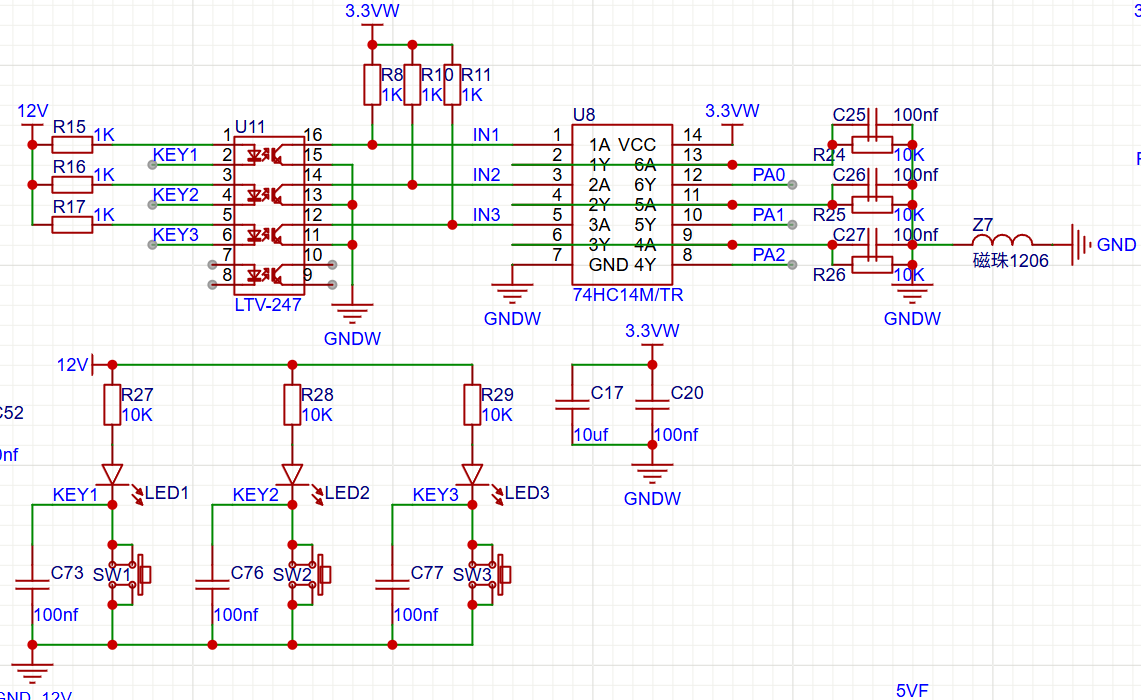 3.3VW
R8 R10 R11
1K 1K 1K
12V
R15 1K
U11
1 16
KEY1 2 15
R16 1K
3 14
KEY2 4 13
R17 1K
5 12
KEY3 6 11
7 10
8 9
LTV-247
GNDW
IN1
IN2
IN3
U8
1 1A VCC 14
2 1Y 6A 13
3 2A 6Y 12
4 2Y 5A 11
5 3A 5Y 10
6 3Y 4A 9
7 GND 4Y 8
74HC14M/TR
GNDW
3.3VW
PA0
PA1
PA2
C25 100nf
R24 10K
C26 100nf
R25 10K
C27 100nf
R26 10K
GNDW
Z7
磁珠1206
GND
12V
R27 10K
R28 10K
R29 10K
KEY1 LED1
KEY2 LED2
KEY3 LED3
C73 SW1
100nf
C76 SW2
100nf
C77 SW3
100nf
3.3VW
C17 C20
10uf 100nf
GNDW
5VF